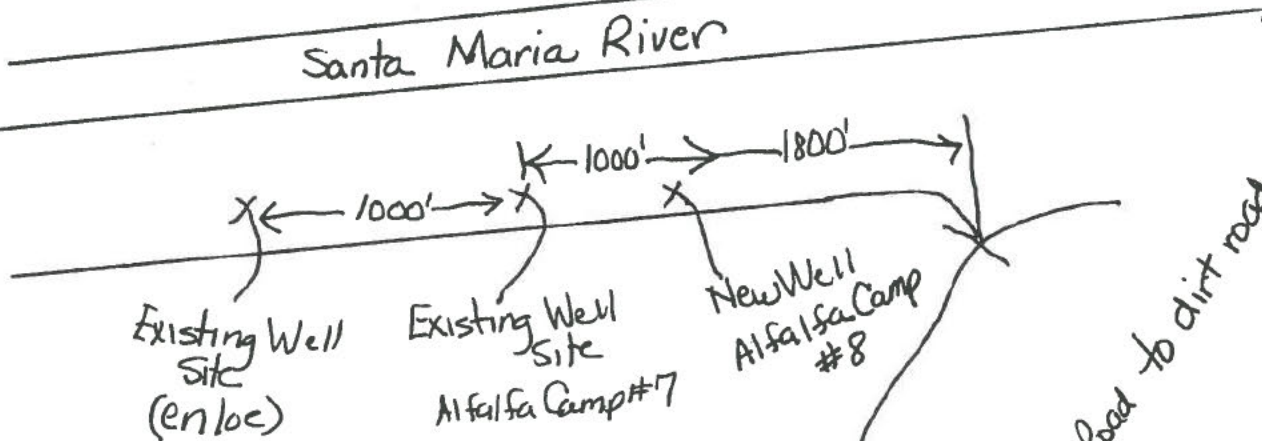 Santa Maria River
1000'
1800'
1000'
Existing Well
Site
(enloe)
Existing Well
Site
Alfalfa Camp #7
New Well
Alfalfa Camp
#8
Road to dirt road